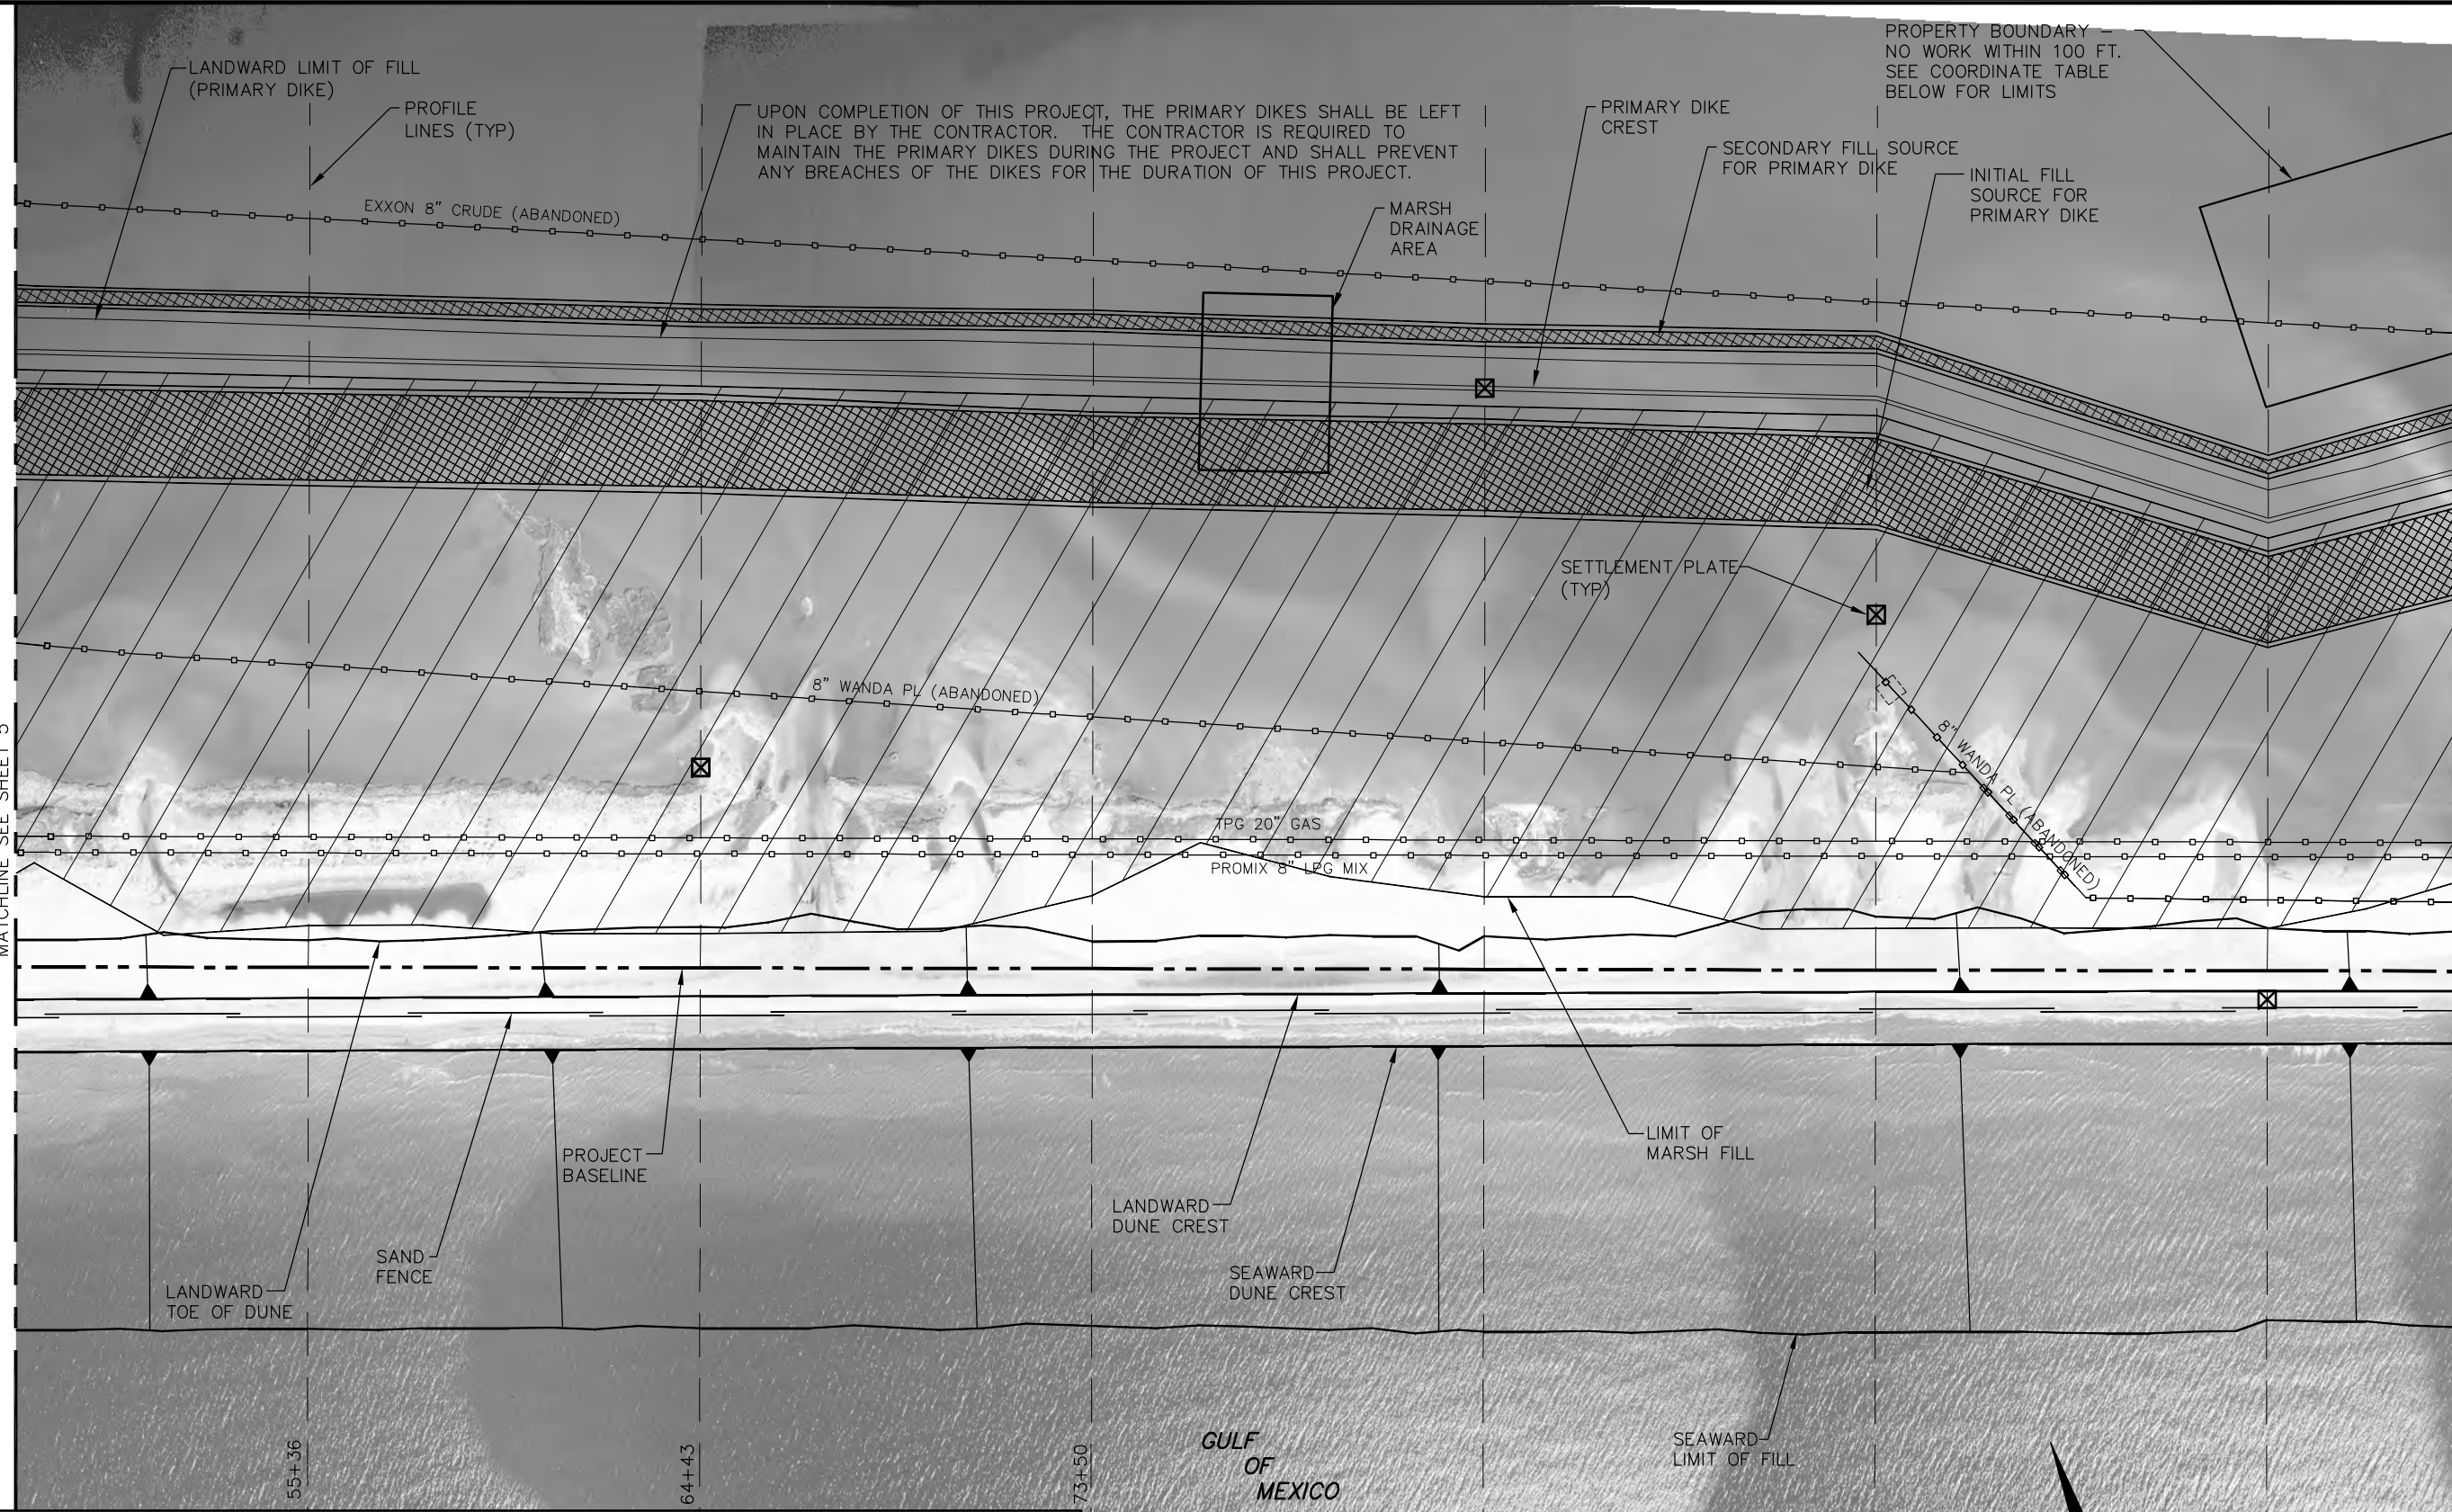 PROPERTY BOUNDARY –
NO WORK WITHIN 100 FT.
SEE COORDINATE TABLE
BELOW FOR LIMITS
LANDWARD LIMIT OF FILL
(PRIMARY DIKE)
PROFILE
LINES (TYP)
UPON COMPLETION OF THIS PROJECT, THE PRIMARY DIKES SHALL BE LEFT
IN PLACE BY THE CONTRACTOR. THE CONTRACTOR IS REQUIRED TO
MAINTAIN THE PRIMARY DIKES DURING THE PROJECT AND SHALL PREVENT
ANY BREACHES OF THE DIKES FOR THE DURATION OF THIS PROJECT.
PRIMARY DIKE
CREST
SECONDARY FILL SOURCE
FOR PRIMARY DIKE
INITIAL FILL
SOURCE FOR
PRIMARY DIKE
EXXON 8" CRUDE (ABANDONED)
MARSH
DRAINAGE
AREA
SETTLEMENT PLATE
(TYP)
8" WANDA PL (ABANDONED)
8" WANDA PL (ABANDONED)
MATCHLINE SEE SHEET 5
TPG 20" GAS
PROMIX 8" LPG MIX
PROJECT
BASELINE
LIMIT OF
MARSH FILL
LANDWARD
DUNE CREST
SAND
FENCE
SEAWARD
DUNE CREST
LANDWARD
TOE OF DUNE
SEAWARD
LIMIT OF FILL
55+36
64+43
73+50
GULF
OF
MEXICO